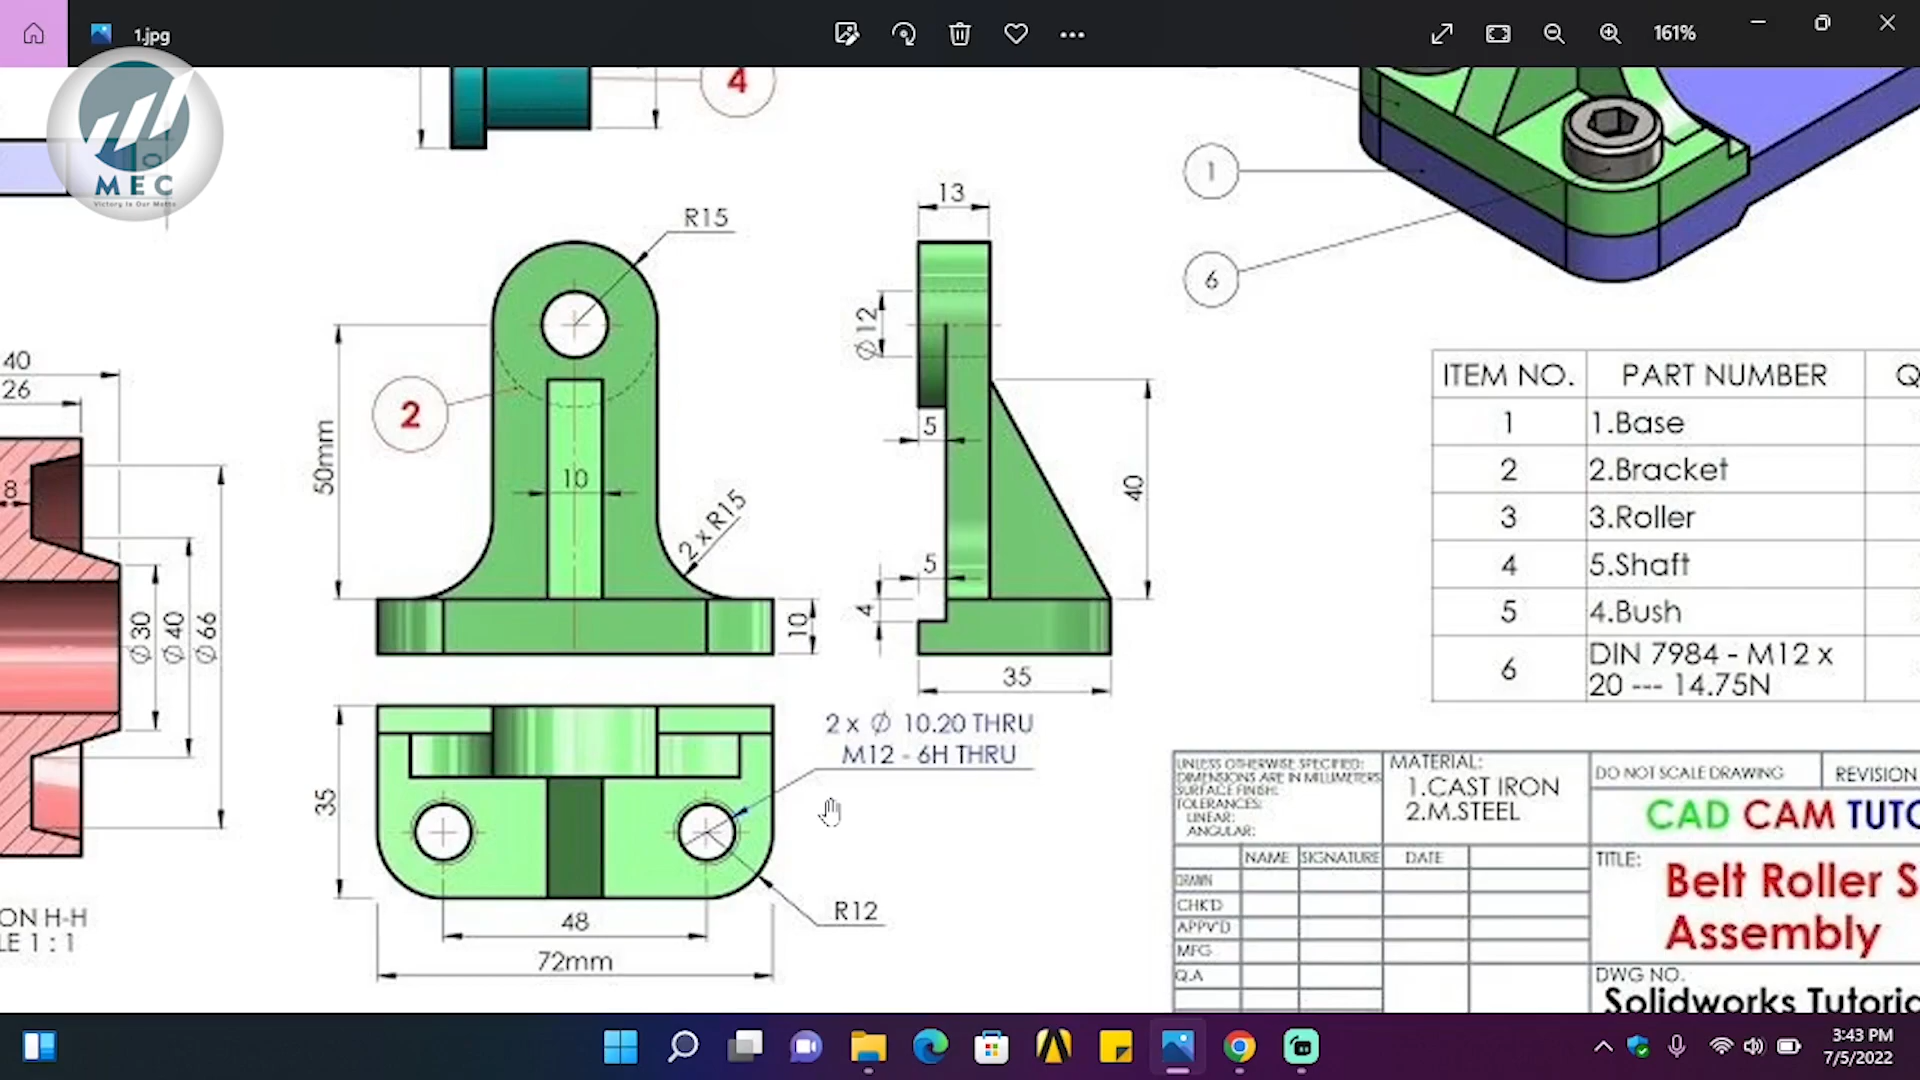 1.jpg
161%
MEC
Victory Is Our Motto
4
13
R15
1
6
40
26
8
Ø30
Ø40
Ø66
ON H-H
LE 1 : 1
50mm
2
10
2 x R15
10
Ø12
5
5
4
40
35
2 x Ø 10.20 THRU
M12 - 6H THRU
35
R12
48
72mm
ITEM NO. PART NUMBER Q
1 1.Base
2 2.Bracket
3 3.Roller
4 5.Shaft
5 4.Bush
6 DIN 7984 - M12 x
20 --- 14.75N
UNLESS OTHERWISE SPECIFIED:
DIMENSIONS ARE IN MILLIMETERS
SURFACE FINISH:
TOLERANCES:
LINEAR:
ANGULAR:
MATERIAL:
1.CAST IRON
2.M.STEEL
DO NOT SCALE DRAWING
REVISION
CAD CAM TUTO
NAME SIGNATURE DATE
DRAWN
CHK'D
APPV'D
MFG
Q.A
TITLE:
Belt Roller S
Assembly
DWG NO.
Solidworks Tutoria
3:43 PM
7/5/2022